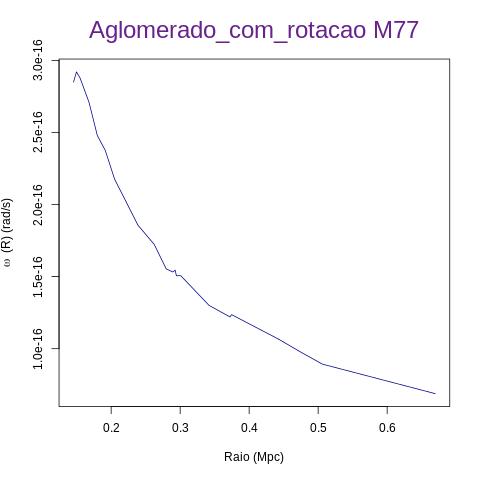 Aglomerado_com_rotacao M77
3.0e-16
2.5e-16
2.0e-16
1.5e-16
1.0e-16
ω (R) (rad/s)
0.2 0.3 0.4 0.5 0.6
Raio (Mpc)